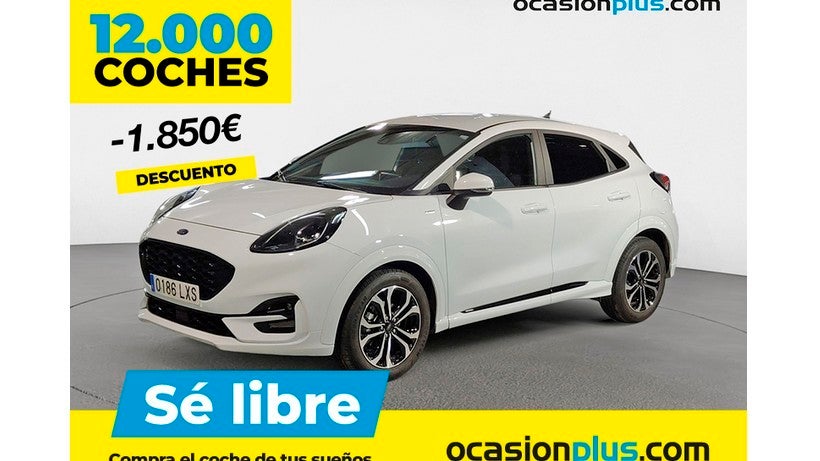 ocasionplus.com
12.000
COCHES
-1.850€
DESCUENTO
0186 LXS
Sé libre
Compra el coche de tus sueños
ocasionplus.com